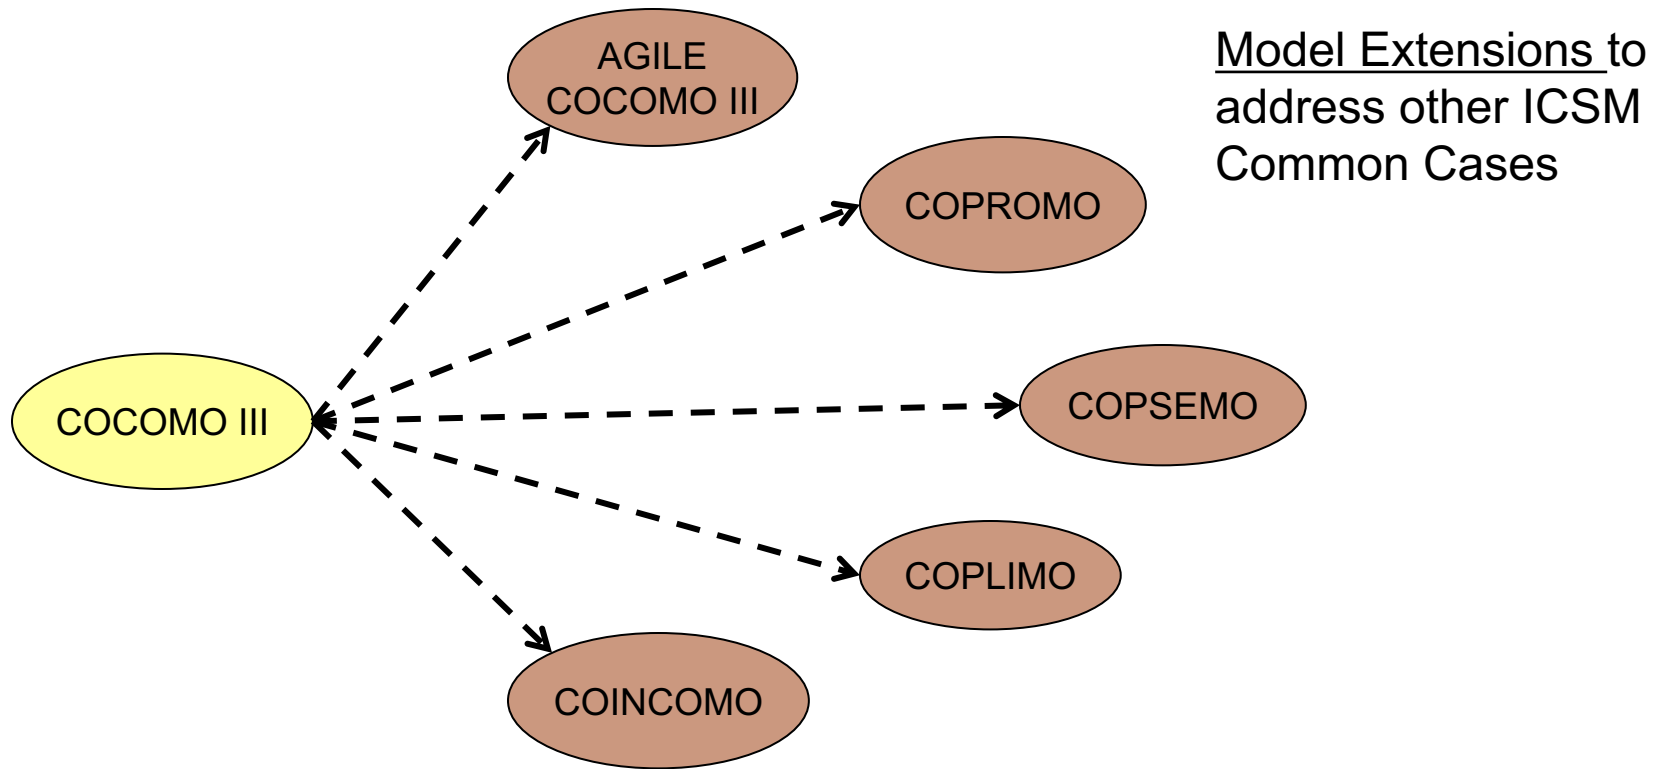 AGILE
COCOMO III
Model Extensions to
address other ICSM
Common Cases
COPROMO
COPSEMO
COCOMO III
COPLIMO
COINCOMO